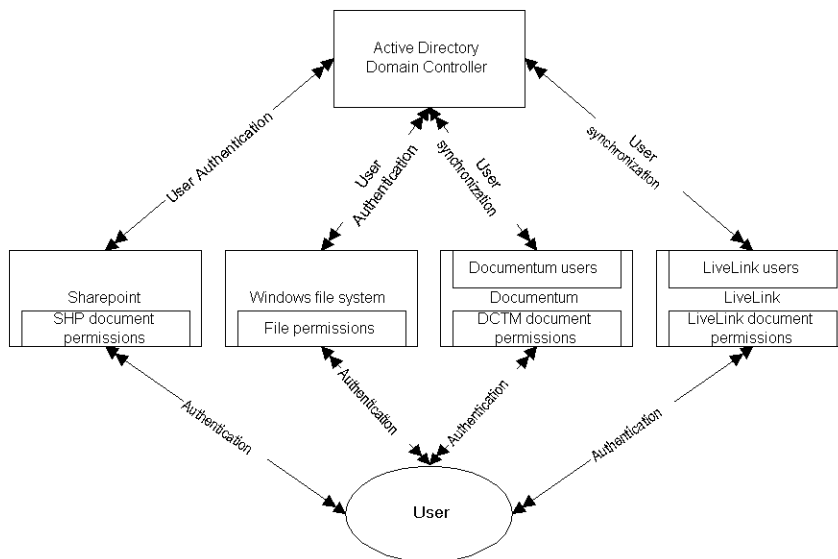 Active Directory
Domain Controller
User Authentication
User
Authentication
User
synchronization
User
synchronization
Sharepoint
SHP document
permissions
Windows file system
File permissions
Documentum users
Documentum
DCTM document
permissions
LiveLink users
LiveLink
LiveLink document
permissions
Authentication
Authentication
Authentication
Authentication
User